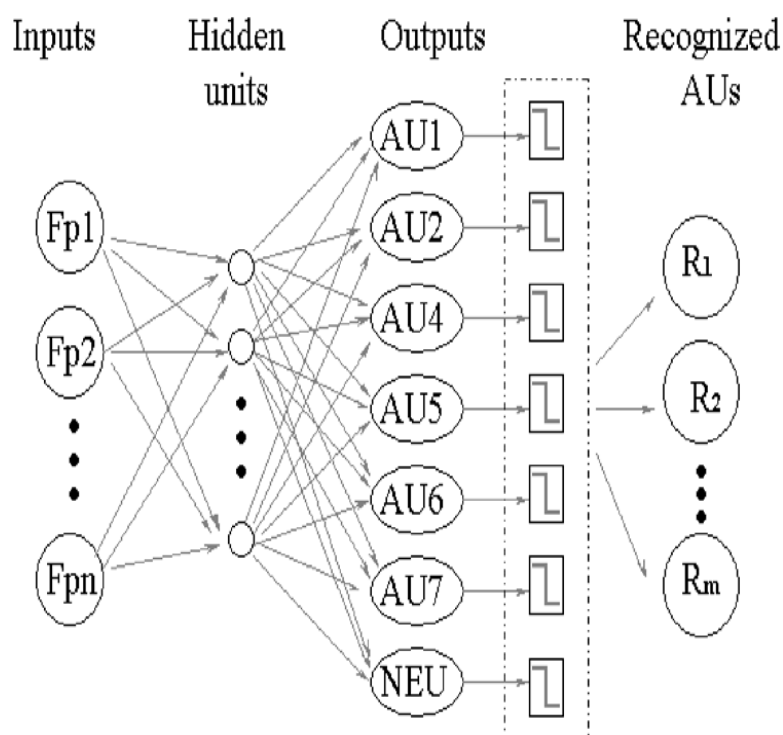 Inputs
Hidden
units
Outputs
Recognized
AUs
Fp1
Fp2
Fpn
AU1
AU2
AU4
AU5
AU6
AU7
NEU
R1
R2
Rm